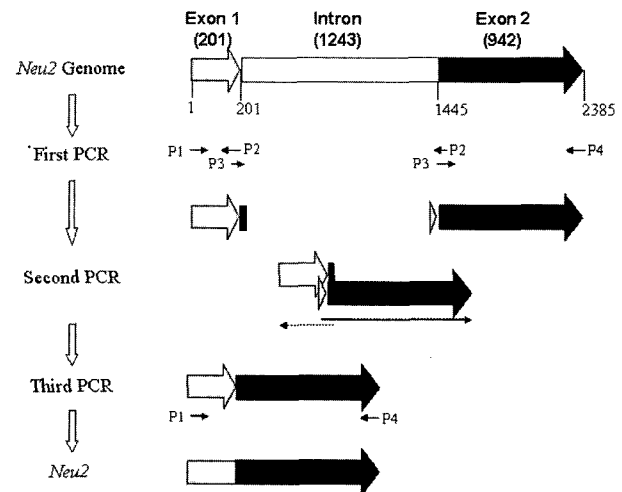 Exon 1 Intron Exon 2
(201) (1243) (942)
Neu2 Genome
1 201 1445 2385
'First PCR P1 P2 P2 P4
P3 P3
Second PCR
Third PCR
P1 P4
Neu2